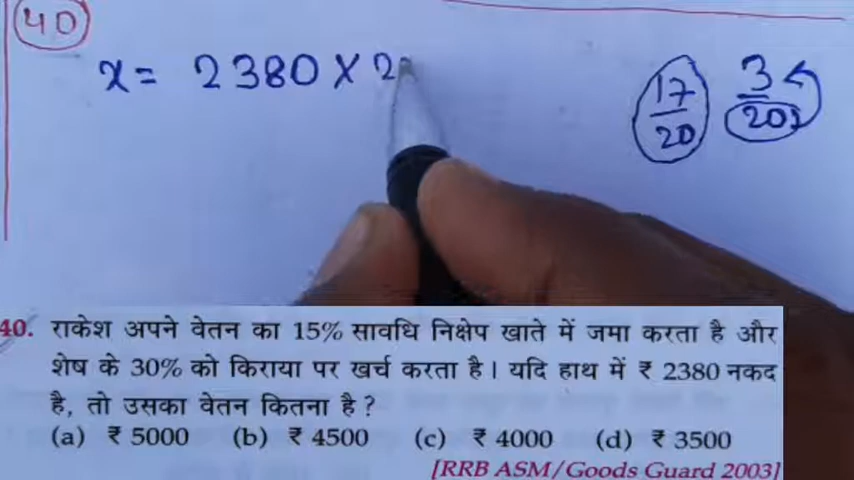 40
x = 2380 × 2
17/20 3/20
40. राकेश अपने वेतन का 15% सावधि निक्षेप खाते में जमा करता है और
शेष के 30% को किराया पर खर्च करता है। यदि हाथ में ₹ 2380 नकद
है, तो उसका वेतन कितना है?
(a) ₹ 5000 (b) ₹ 4500 (c) ₹ 4000 (d) ₹ 3500
[RRB ASM/Goods Guard 2003]